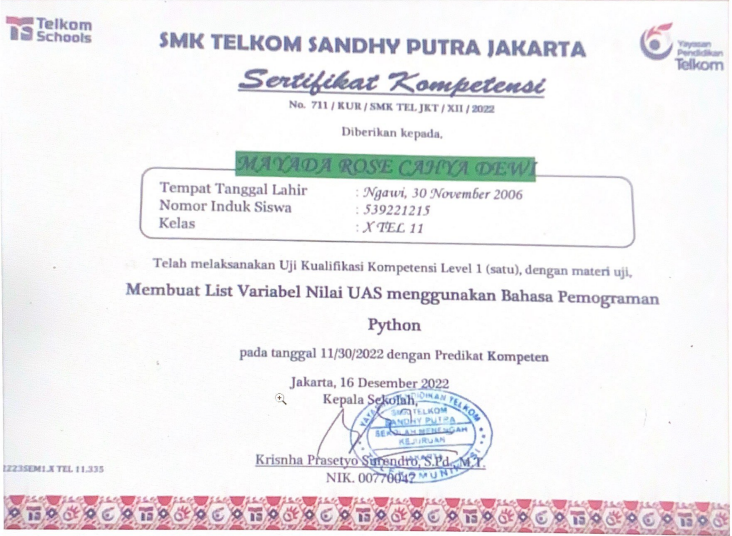 Telkom
Schools
SMK TELKOM SANDHY PUTRA JAKARTA
Yayasan
Pendidikan
Telkom
Sertifikat Kompetensi
No. 711 / KUR / SMK TEL JKT / XII / 2022
Diberikan kepada,
MAYADA ROSE CAHYA DEWI
Tempat Tanggal Lahir : Ngawi, 30 November 2006
Nomor Induk Siswa : 539221215
Kelas : X TEL 11
Telah melaksanakan Uji Kualifikasi Kompetensi Level 1 (satu), dengan materi uji,
Membuat List Variabel Nilai UAS menggunakan Bahasa Pemograman
Python
pada tanggal 11/30/2022 dengan Predikat Kompeten
Jakarta, 16 Desember 2022
Kepala Sekolah,
YAYASAN PENDIDIKAN TELKOM
SMK TELKOM
SANDHY PUTRA
SEKOLAH MENENGAH
KEJURUAN
JAKARTA
TELEKOMUNIKASI
Krisnha Prasetyo Surendro, S.Pd., M.T.
NIK. 00770047
2223SEM1.X TEL 11.335